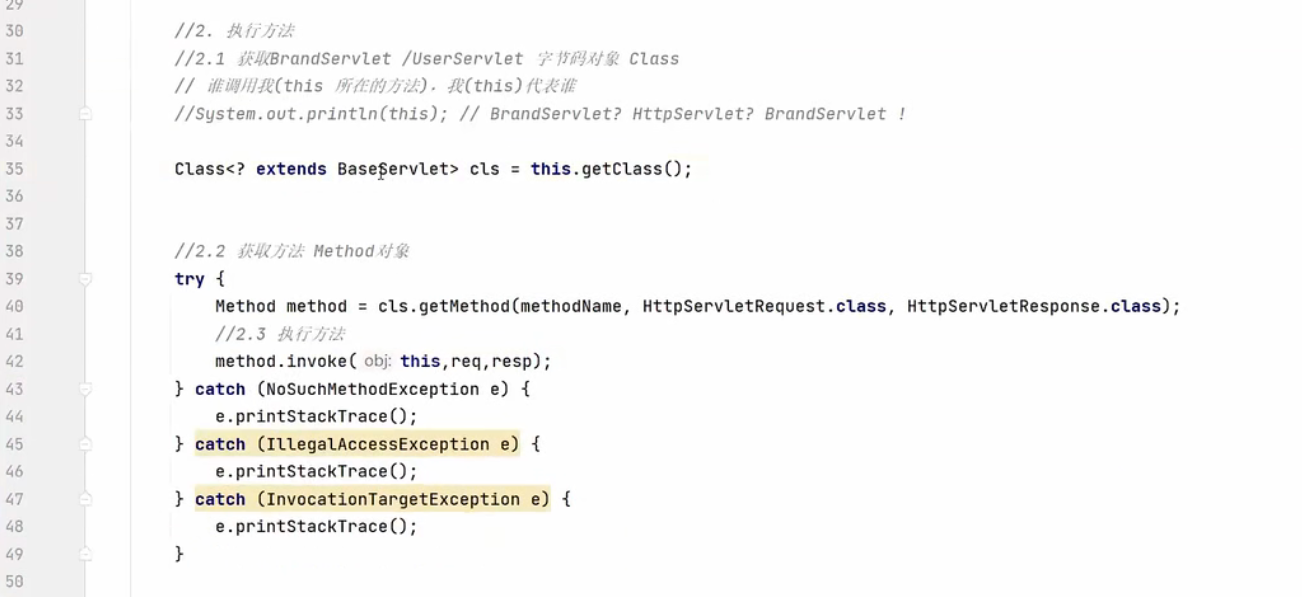 29
30 //2. 执行方法
31 //2.1 获取BrandServlet /UserServlet 字节码对象 Class
32 // 谁调用我(this 所在的方法). 我(this)代表谁
33 //System.out.println(this); // BrandServlet? HttpServlet? BrandServlet !
34
35 Class<? extends BaseServlet> cls = this.getClass();
36
37
38 //2.2 获取方法 Method对象
39 try {
40 Method method = cls.getMethod(methodName, HttpServletRequest.class, HttpServletResponse.class);
41 //2.3 执行方法
42 method.invoke( obj: this,req,resp);
43 } catch (NoSuchMethodException e) {
44 e.printStackTrace();
45 } catch (IllegalAccessException e) {
46 e.printStackTrace();
47 } catch (InvocationTargetException e) {
48 e.printStackTrace();
49 }
50